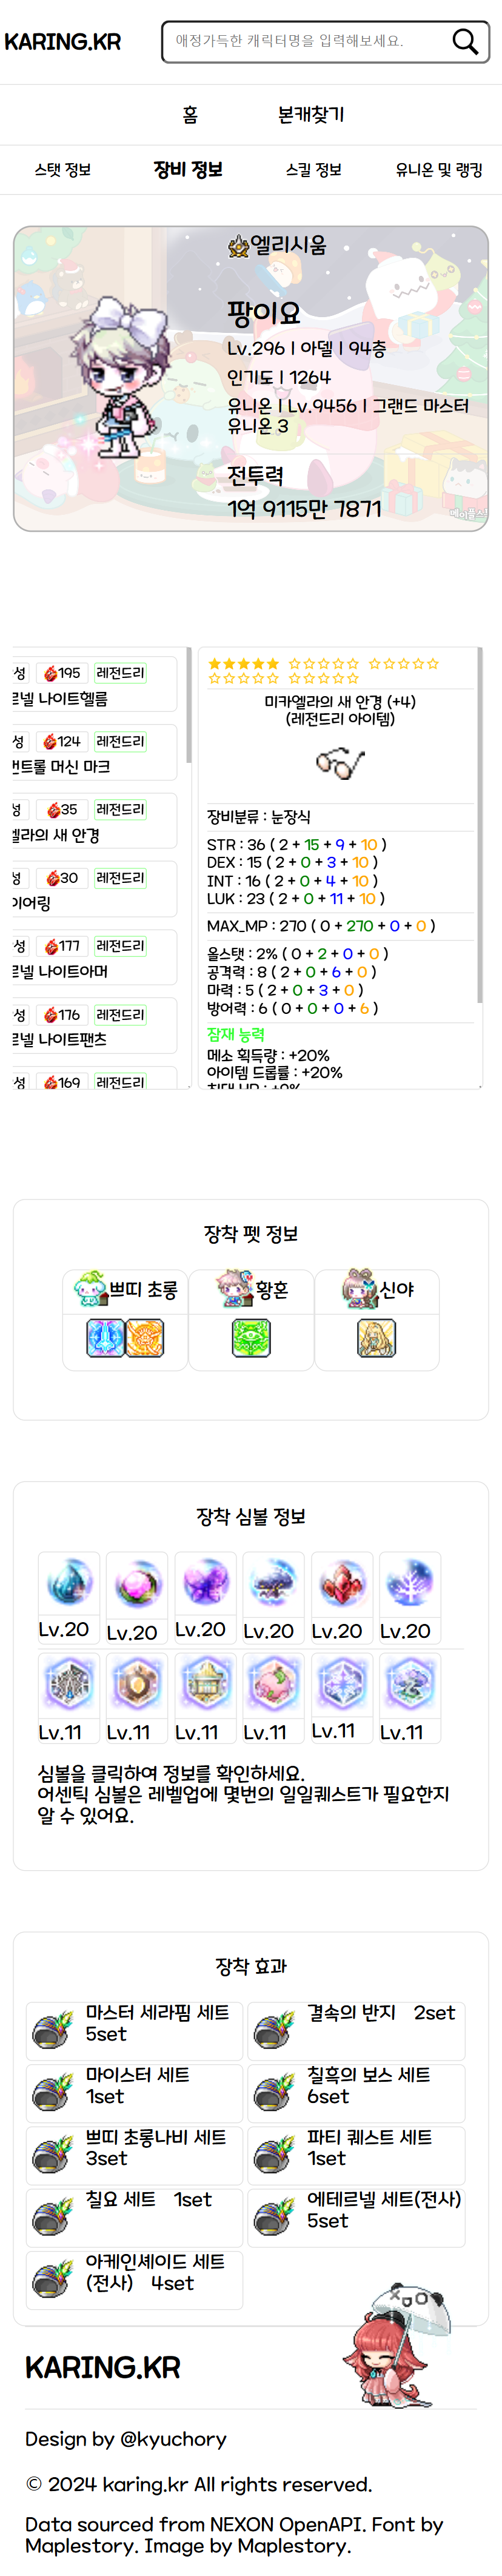 KARING.KR
애정가득한 캐릭터명을 입력해보세요.
홈 본캐찾기
스탯 정보 장비 정보 스킬 정보 유니온 및 랭킹
엘리시움
팡이요
Lv.296 | 아델 | 94층
인기도 | 1264
유니온 | Lv.9456 | 그랜드 마스터
유니온 3
전투력
1억 9115만 7871
성 195 레전드리
르넬 나이트헬름
성 124 레전드리
컨트롤 머신 마크
성 35 레전드리
엘라의 새 안경
성 30 레전드리
이어링
성 177 레전드리
르넬 나이트아머
성 176 레전드리
르넬 나이트팬츠
성 169 레전드리
★★★★★ ☆☆☆☆☆ ☆☆☆☆☆
☆☆☆☆☆ ☆☆☆☆☆
미카엘라의 새 안경 (+4)
(레전드리 아이템)
장비분류 : 눈장식
STR : 36 ( 2 + 15 + 9 + 10 )
DEX : 15 ( 2 + 0 + 3 + 10 )
INT : 16 ( 2 + 0 + 4 + 10 )
LUK : 23 ( 2 + 0 + 11 + 10 )
MAX_MP : 270 ( 0 + 270 + 0 + 0 )
올스탯 : 2% ( 0 + 2 + 0 + 0 )
공격력 : 8 ( 2 + 0 + 6 + 0 )
마력 : 5 ( 2 + 0 + 3 + 0 )
방어력 : 6 ( 0 + 0 + 0 + 6 )
잠재 능력
메소 획득량 : +20%
아이템 드롭률 : +20%
장착 펫 정보
쁘띠 초롱 황혼 신야
장착 심볼 정보
Lv.20 Lv.20 Lv.20 Lv.20 Lv.20 Lv.20
Lv.11 Lv.11 Lv.11 Lv.11 Lv.11 Lv.11
심볼을 클릭하여 정보를 확인하세요.
어센틱 심볼은 레벨업에 몇번의 일일퀘스트가 필요한지
알 수 있어요.
장착 효과
마스터 세라핌 세트
5set
결속의 반지 2set
마이스터 세트
1set
칠흑의 보스 세트
6set
쁘띠 초롱나비 세트
3set
파티 퀘스트 세트
1set
칠요 세트 1set
에테르넬 세트(전사)
5set
아케인셰이드 세트
(전사) 4set
KARING.KR
Design by @kyuchory
© 2024 karing.kr All rights reserved.
Data sourced from NEXON OpenAPI. Font by
Maplestory. Image by Maplestory.